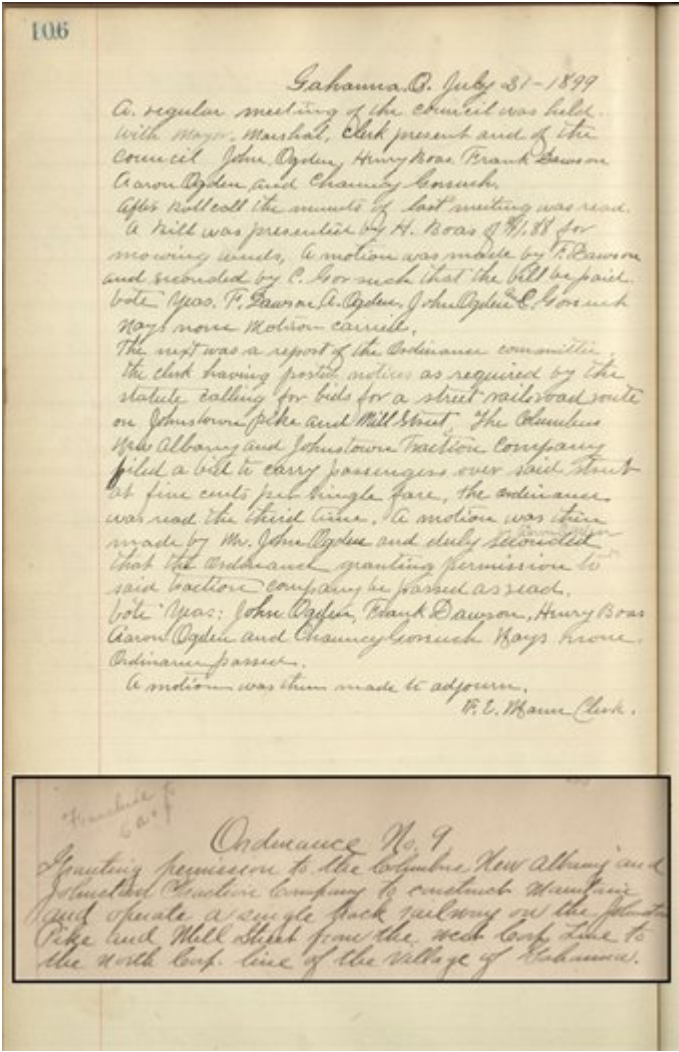 106
Gahanna, O. July 31-1899
A. regular meeting of the council was held.
with Mayor, Marshal, Clerk present and of the
council John Ogden, Henry Boas Frank Dawson
Aaron Ogden and Chauncy Gorsuch.
After Roll call the minuts of last meeting was read.
A bill was presented by H. Boas of $1.88 for
mowing weeds, A motion was made by F. Dawson
and seconded by C. Gorsuch that the bill be paid.
Vote Yeas. F. Dawson, A. Ogden, John Ogden & C. Gorsuch
Nays none Motion carried.
The next was a report of the Ordinance committee.
the clerk having posted notices as required by the
statute calling for bids for a street railroad route
on Johnstown pike and Mill Street, The Columbus
New Albany and Johnstown Traction Company
filed a bid to carry passengers over said street
at five cents per single fare, the ordinance
was read the third time. A motion was then
made by Mr. John Ogden and duly seconded
that the Ordinance granting permission to
said traction company be passed as read.
Vote Yeas: John Ogden, Frank Dawson, Henry Boas
Aaron Ogden and Chauncy Gorsuch Nays none.
Ordinance passed.
A motion was then made to adjourn.
Mann Clerk.
Ordinance No. 9
Granting permission to the Columbus, New Albany and
Traction Company to construct Maintain
and operate a single track railway on the
Pike and Mill Street from the west Corp. Line to
the North Corp. line of the Village of Gahanna.